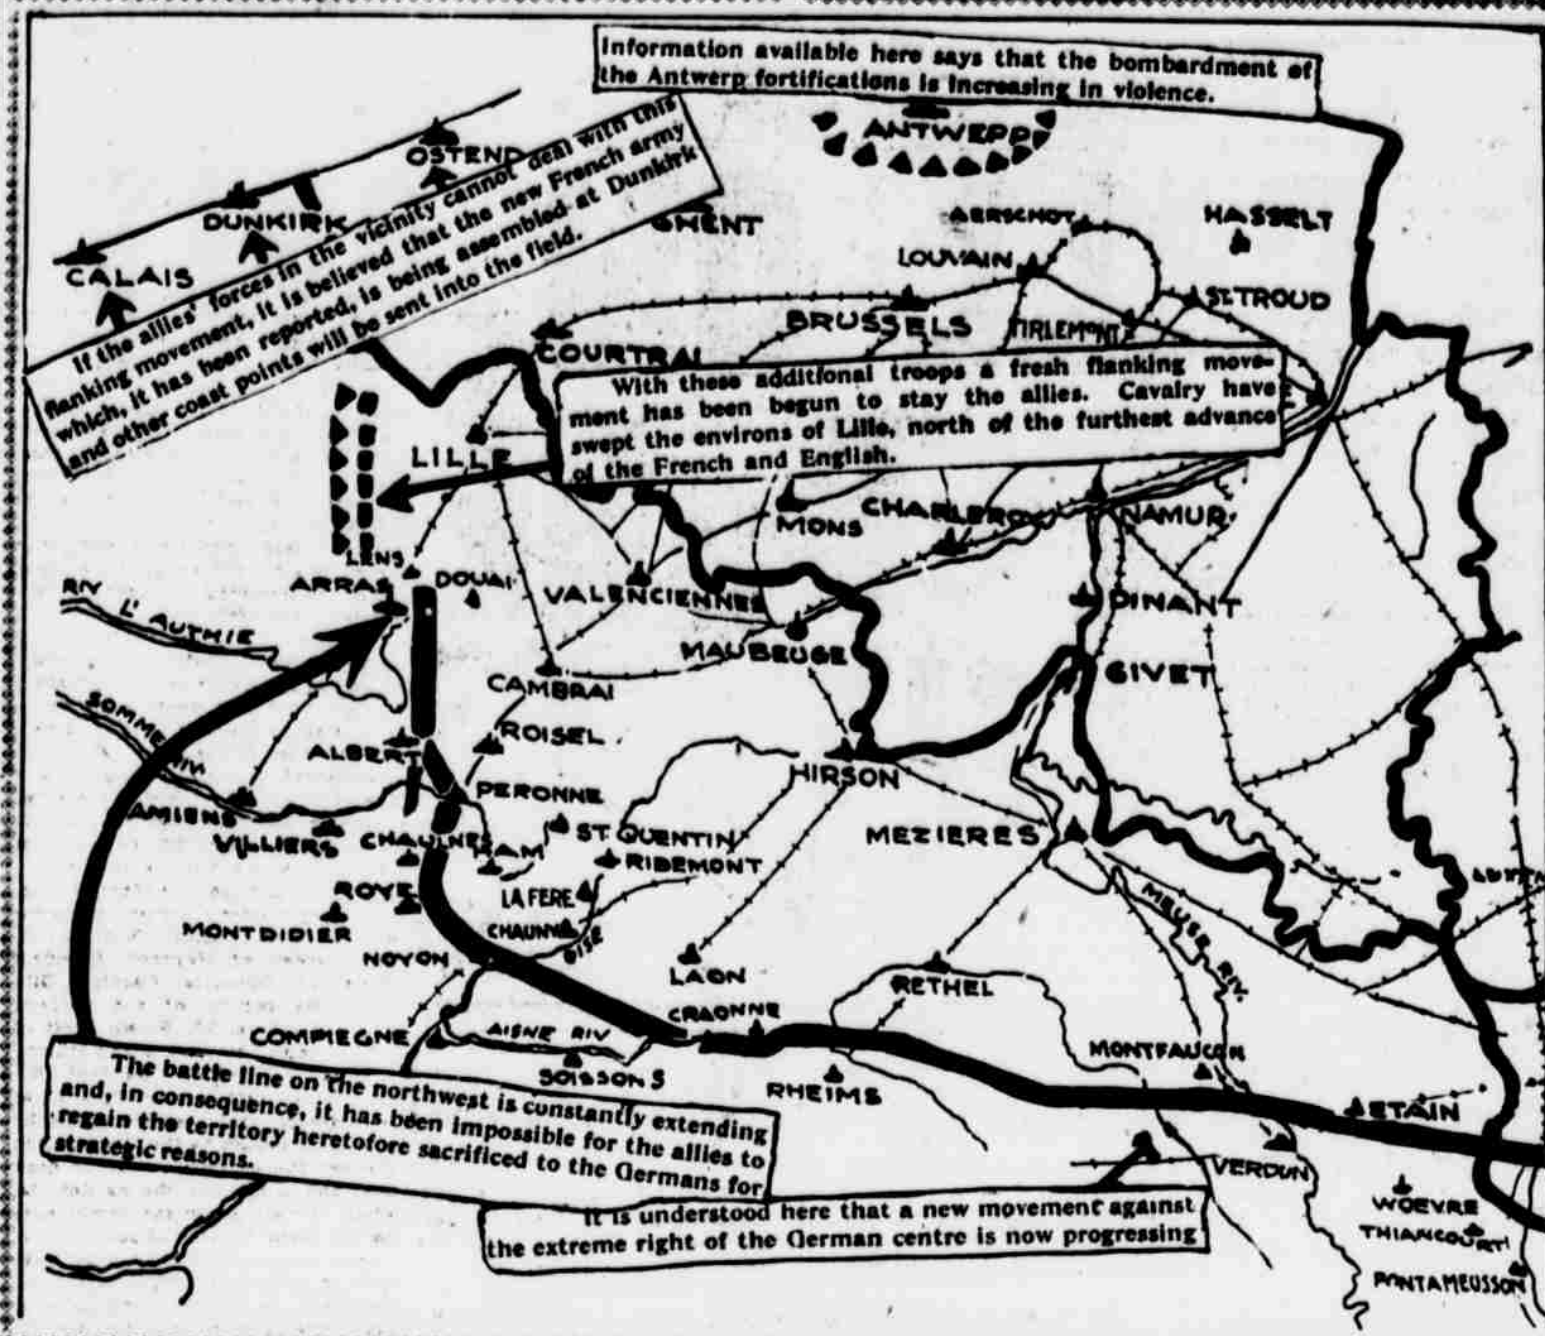 Information available here says that the bombardment of
the Antwerp fortifications is increasing in violence.
ANTWEPP
OSTEND
DUNKIRK
CALAIS
GHENT
AERSCHOT
HASSELT
LOUVAIN
ST. TROUD
BRUSSELS
TIRLEMONT
COURTRAI
If the allies' forces in the vicinity cannot deal with this
flanking movement, it is believed that the new French army
which, it has been reported, is being assembled at Dunkirk
and other coast points will be sent into the field.
With these additional troops a fresh flanking move-
ment has been begun to stay the allies. Cavalry have
swept the environs of Lille, north of the furthest advance
of the French and English.
LILLE
MONS
CHARLEROY
NAMUR
LENS
ARRAS
DOUAI
VALENCIENNES
DINANT
RIV L' AUTHIE
MAUBEUGE
GIVET
CAMBRAI
SOMME RIV.
ALBERT
ROISEL
HIRSON
PERONNE
AMIENS
VILLIERS
CHAULNES
HAM
ST QUENTIN
MEZIERES
RIBEMONT
ROYE
LA FERE
MEUSE RIV.
MONTDIDIER
CHAUNY
OISE
NOYON
LAON
RETHEL
CRAONNE
COMPIEGNE
AISNE RIV
SOISSONS
MONTFAUCON
RHEIMS
ETAIN
The battle line on the northwest is constantly extending
and, in consequence, it has been impossible for the allies to
regain the territory heretofore sacrificed to the Germans for
strategic reasons.
VERDUN
WOEVRE
THIANCOURT
PONTAMEUSSON
It is understood here that a new movement against
the extreme right of the German centre is now progressing